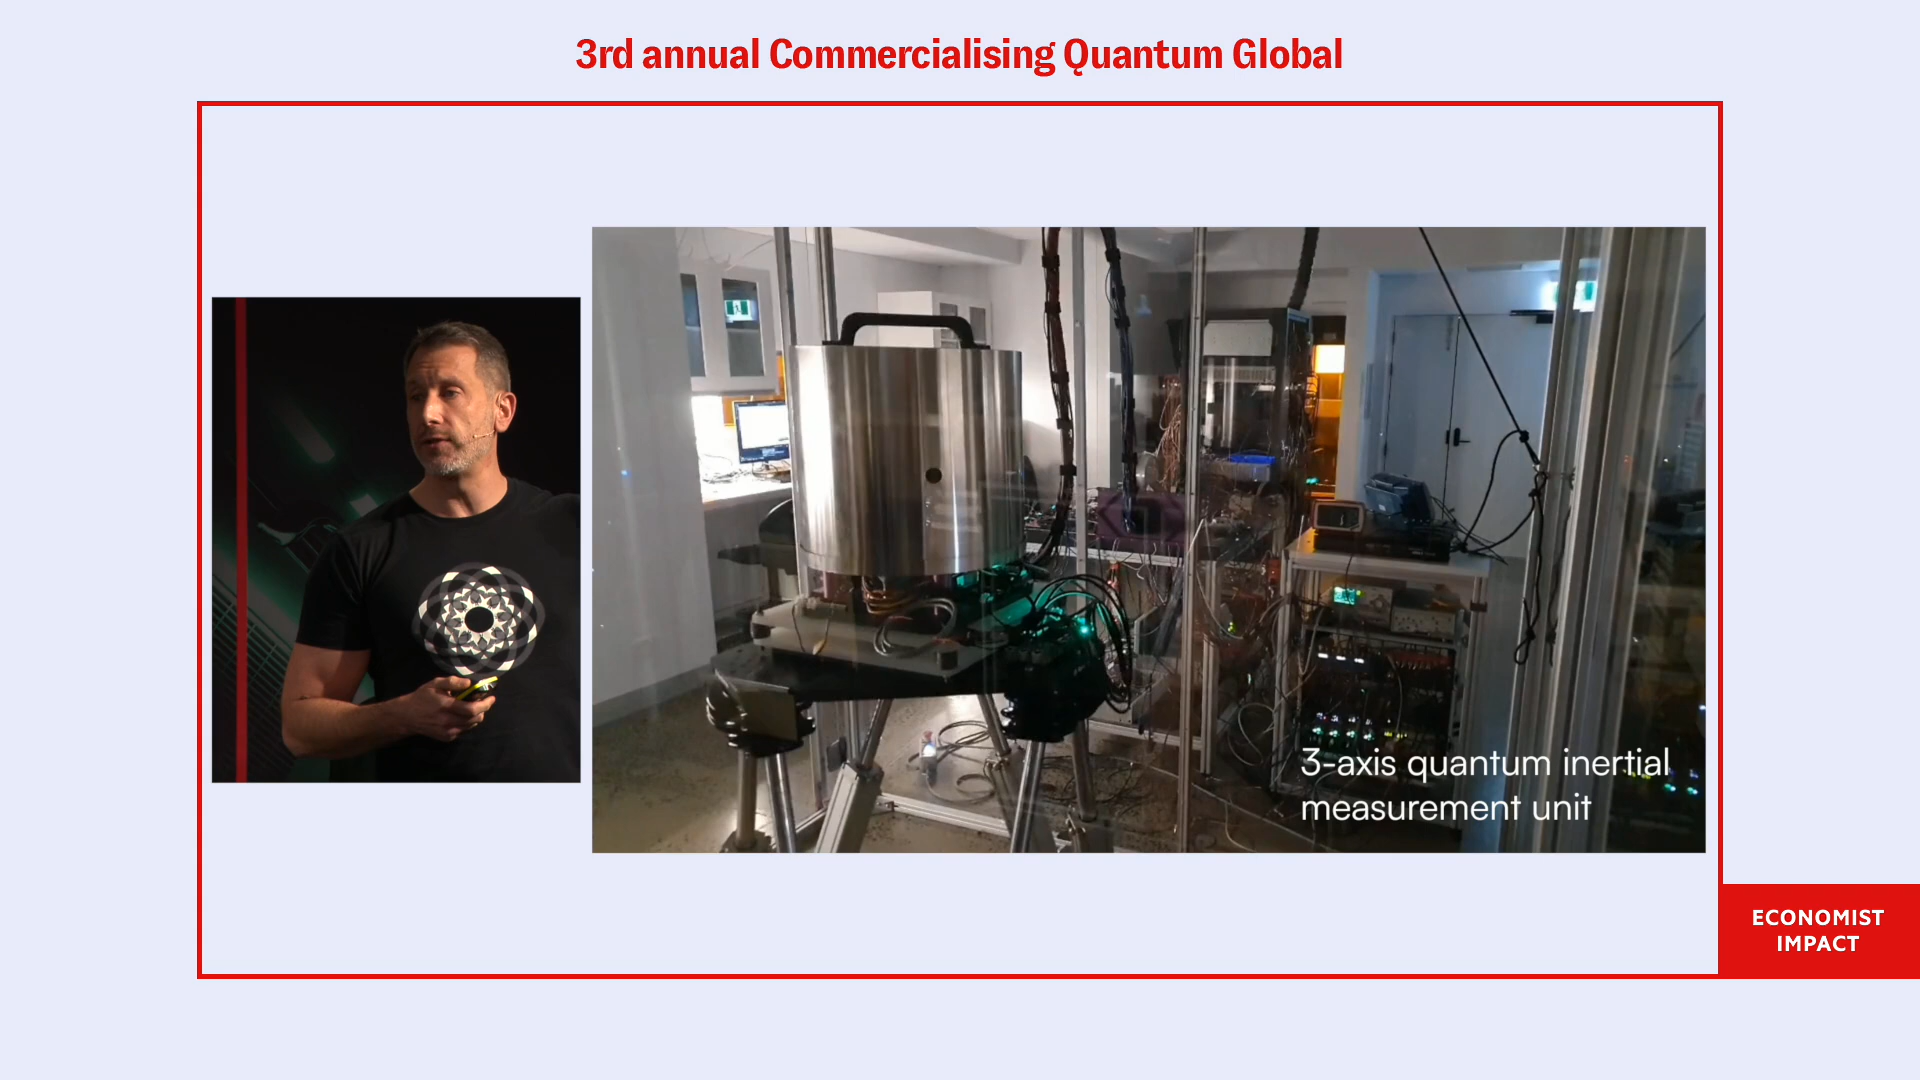 3rd annual Commercialising Quantum Global
3-axis quantum inertial
measurement unit
ECONOMIST
IMPACT